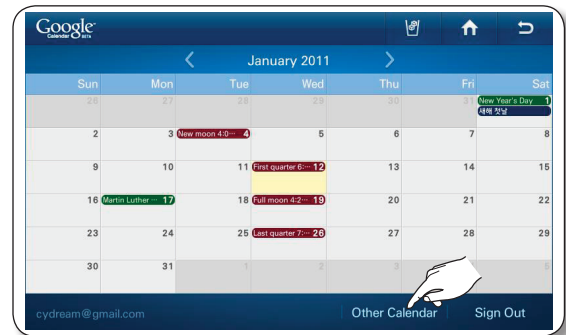 Google
Calendar BETA
January 2011
Sun Mon Tue Wed Thu Fri Sat
26 27 28 29 30 31 New Year's Day 1
새해 첫날
2 3 New moon 4:0··· 4 5 6 7 8
9 10 11 First quarter 6:··· 12 13 14 15
16 Martin Luther ··· 17 18 Full moon 4:2··· 19 20 21 22
23 24 25 Last quarter 7:··· 26 27 28 29
30 31 1 2 3 5
cydream@gmail.com Other Calendar Sign Out